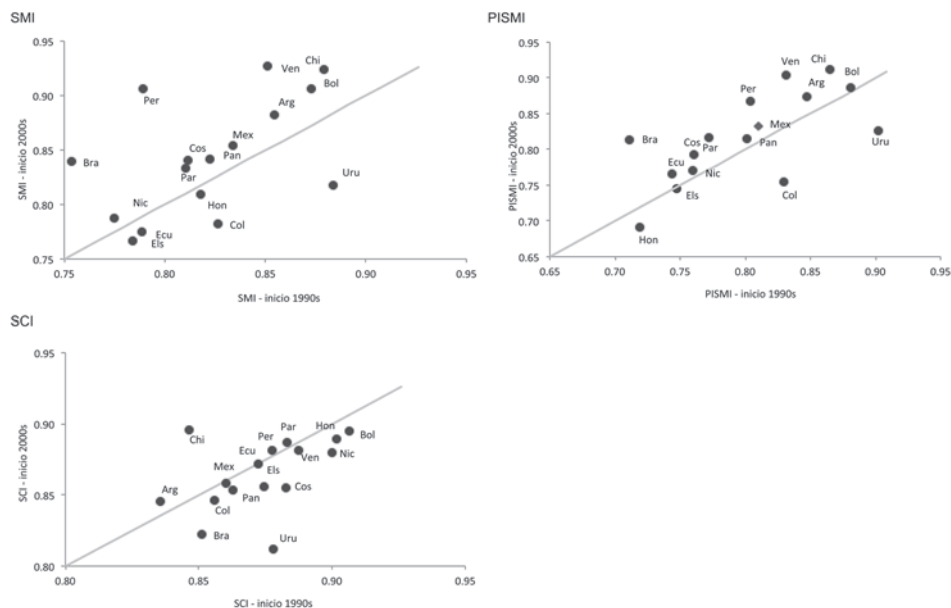 SMI
0.95
0.90
0.85
0.80
0.75
SMI - inicio 2000s
Chi
Ven
Bol
Per
Arg
Mex
Cos
Pan
Bra
Par
Uru
Nic
Hon
Col
Ecu
Els
0.75 0.80 0.85 0.90 0.95
SMI - inicio 1990s
PISMI
0.95
0.90
0.85
0.80
0.75
0.70
0.65
PISMI - inicio 2000s
Ven Chi
Bol
Per Arg
Mex
Bra Cos Par Pan Uru
Ecu Nic
Els Col
Hon
0.65 0.70 0.75 0.80 0.85 0.90 0.95
PISMI - inicio 1990s
SCI
0.95
0.90
0.85
0.80
SCI - inicio 2000s
Chi Per Par Hon Bol
Ecu Ven Nic
Mex Els
Arg Pan Cos
Col
Bra Uru
0.80 0.85 0.90 0.95
SCI - inicio 1990s